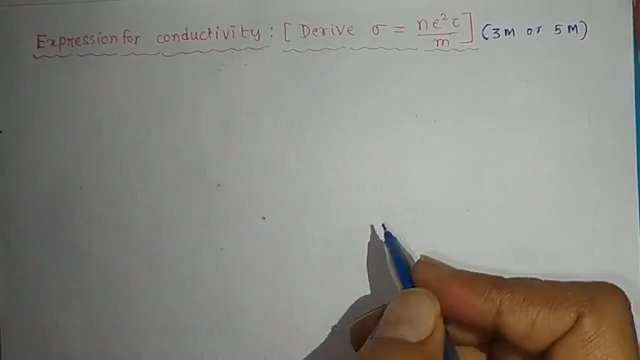 Expression for conductivity : [ Derive σ = ne²τ/m ] (3M or 5M)